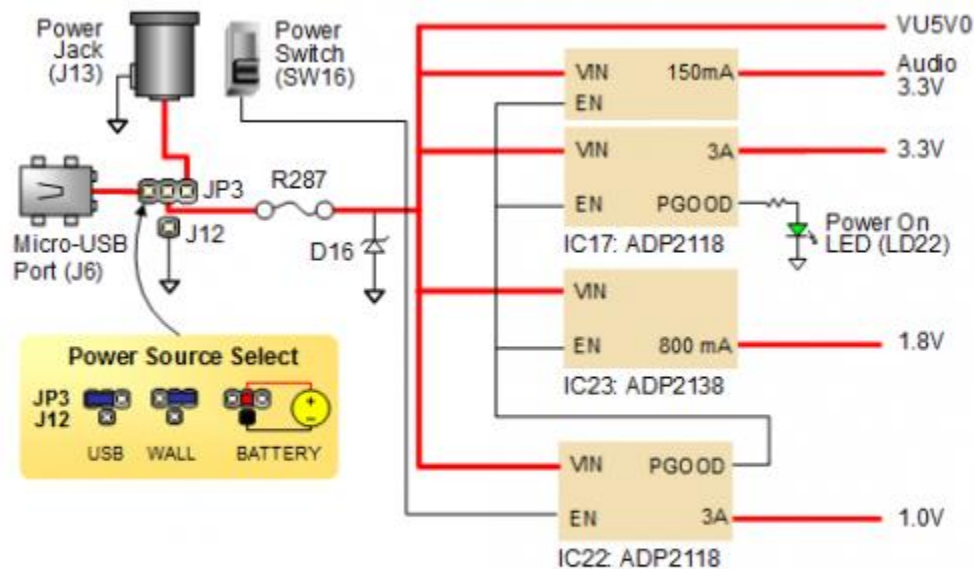 Power
Jack
(J13)
Power
Switch
(SW16)
VU5V0
VIN
150mA
EN
Audio
3.3V
VIN
3A
EN
PGOOD
IC17: ADP2118
3.3V
Power On
LED (LD22)
JP3
R287
J12
D16
Micro-USB
Port (J6)
VIN
EN
800 mA
IC23: ADP2138
1.8V
Power Source Select
JP3
J12
USB
WALL
BATTERY
+
−
VIN
PGOOD
EN
3A
IC22: ADP2118
1.0V